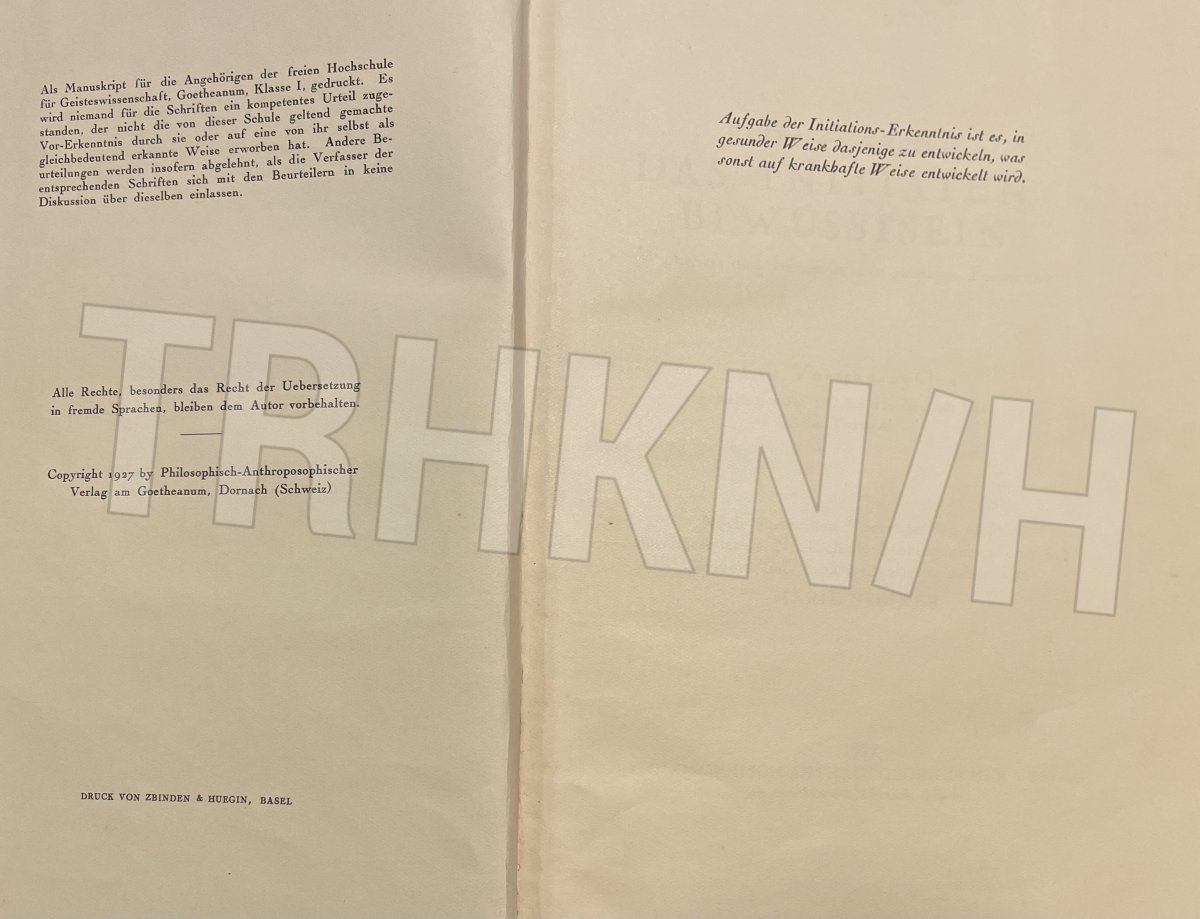 Als Manuskript für die Angehörigen der freien Hochschule
für Geisteswissenschaft, Goetheanum, Klasse I, gedruckt. Es
wird niemand für die Schriften ein kompetentes Urteil zuge-
standen, der nicht die von dieser Schule geltend gemachte
Vor-Erkenntnis durch sie oder auf eine von ihr selbst als
gleichbedeutend erkannte Weise erworben hat. Andere Be-
urteilungen werden insofern abgelehnt, als die Verfasser der
entsprechenden Schriften sich mit den Beurteilern in keine
Diskussion über dieselben einlassen.
Alle Rechte, besonders das Recht der Uebersetzung
in fremde Sprachen, bleiben dem Autor vorbehalten.
Copyright 1927 by Philosophisch-Anthroposophischer
Verlag am Goetheanum, Dornach (Schweiz)
DRUCK VON ZBINDEN & HUEGIN, BASEL
Aufgabe der Initiations-Erkenntnis ist es, in
gesunder Weise dasjenige zu entwickeln, was
sonst auf krankhafte Weise entwickelt wird.
BEWUSSTSEIN
TRHKN/H